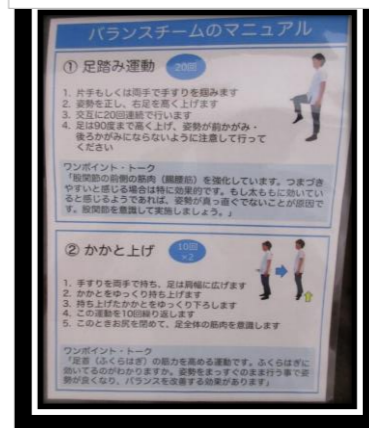 バランスチームのマニュアル
① 足踏み運動 20回
1. 片手もしくは両手で手すりを掴みます
2. 姿勢を正し、右足を高く上げます
3. 交互に20回連続で行います
4. 足は90度まで高く上げ、姿勢が前かがみ・
後ろかがみにならないように注意して行って
ください
ワンポイント・トーク
「股関節の前側の筋肉(腸腰筋)を強化しています。つまづき
やすいと感じる場合は特に効果的です。もし太ももに効いてい
ると感じるようであれば、姿勢が真っ直ぐでないことが原因で
す。股関節を意識して実施しましょう。」
② かかと上げ 10回
×2
1. 手すりを両手で持ち、足は肩幅に広げます
2. かかとをゆっくり持ち上げます
3. 持ち上げたかかとをゆっくり下ろします
4. この運動を10回繰り返します
5. このときお尻を閉めて、足全体の筋肉を意識します
ワンポイント・トーク
「足首(ふくらはぎ)の筋力を高める運動です。ふくらはぎに
効いてるのがわかりますか。姿勢をまっすぐのまま行う事で姿
勢が良くなり、バランスを改善する効果があります」